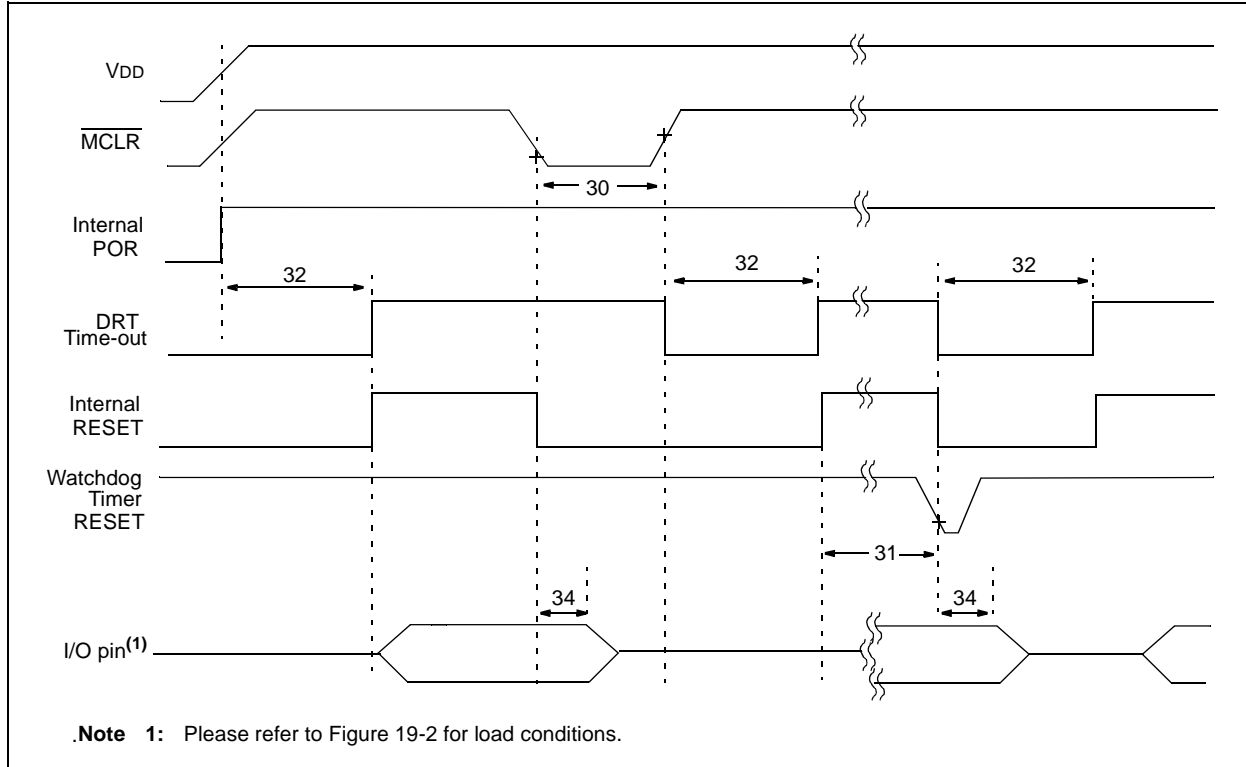 VDD
MCLR
30
Internal
POR
32
32
32
DRT
Time-out
Internal
RESET
Watchdog
Timer
RESET
31
34
34
I/O pin(1)
.Note 1: Please refer to Figure 19-2 for load conditions.